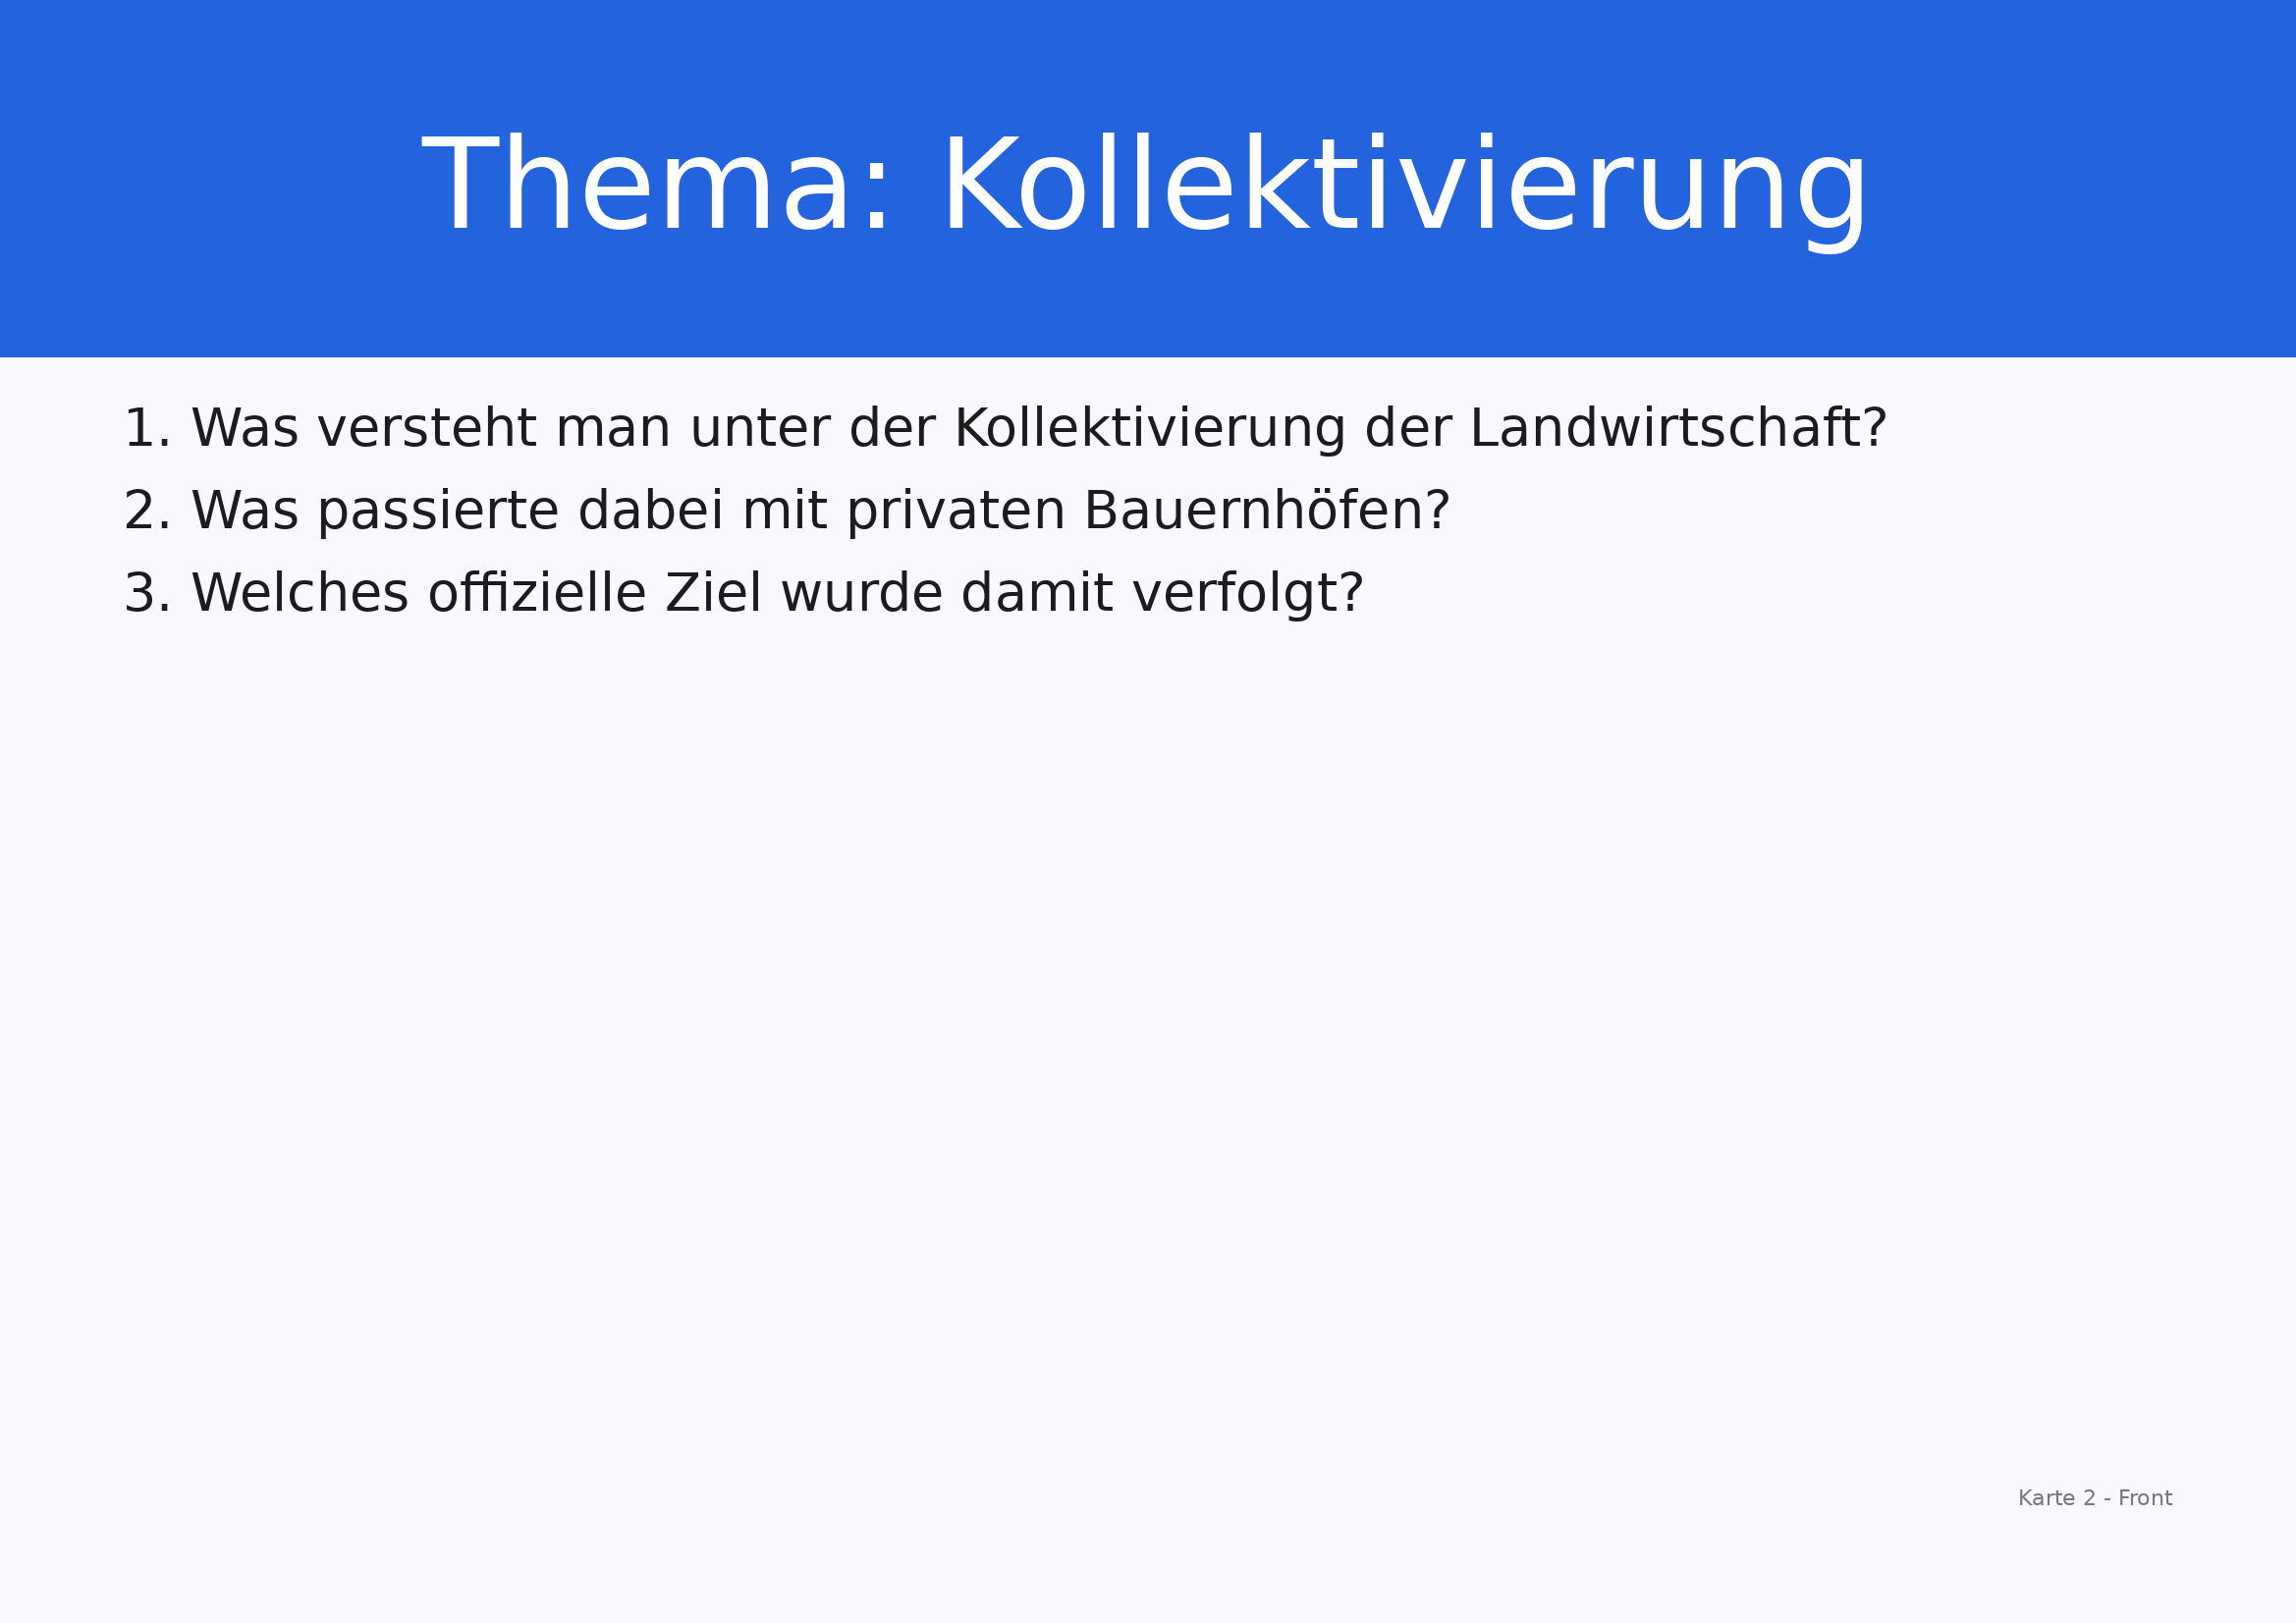 Thema: Kollektivierung
1. Was versteht man unter der Kollektivierung der Landwirtschaft?
2. Was passierte dabei mit privaten Bauernhöfen?
3. Welches offizielle Ziel wurde damit verfolgt?
Karte 2 - Front